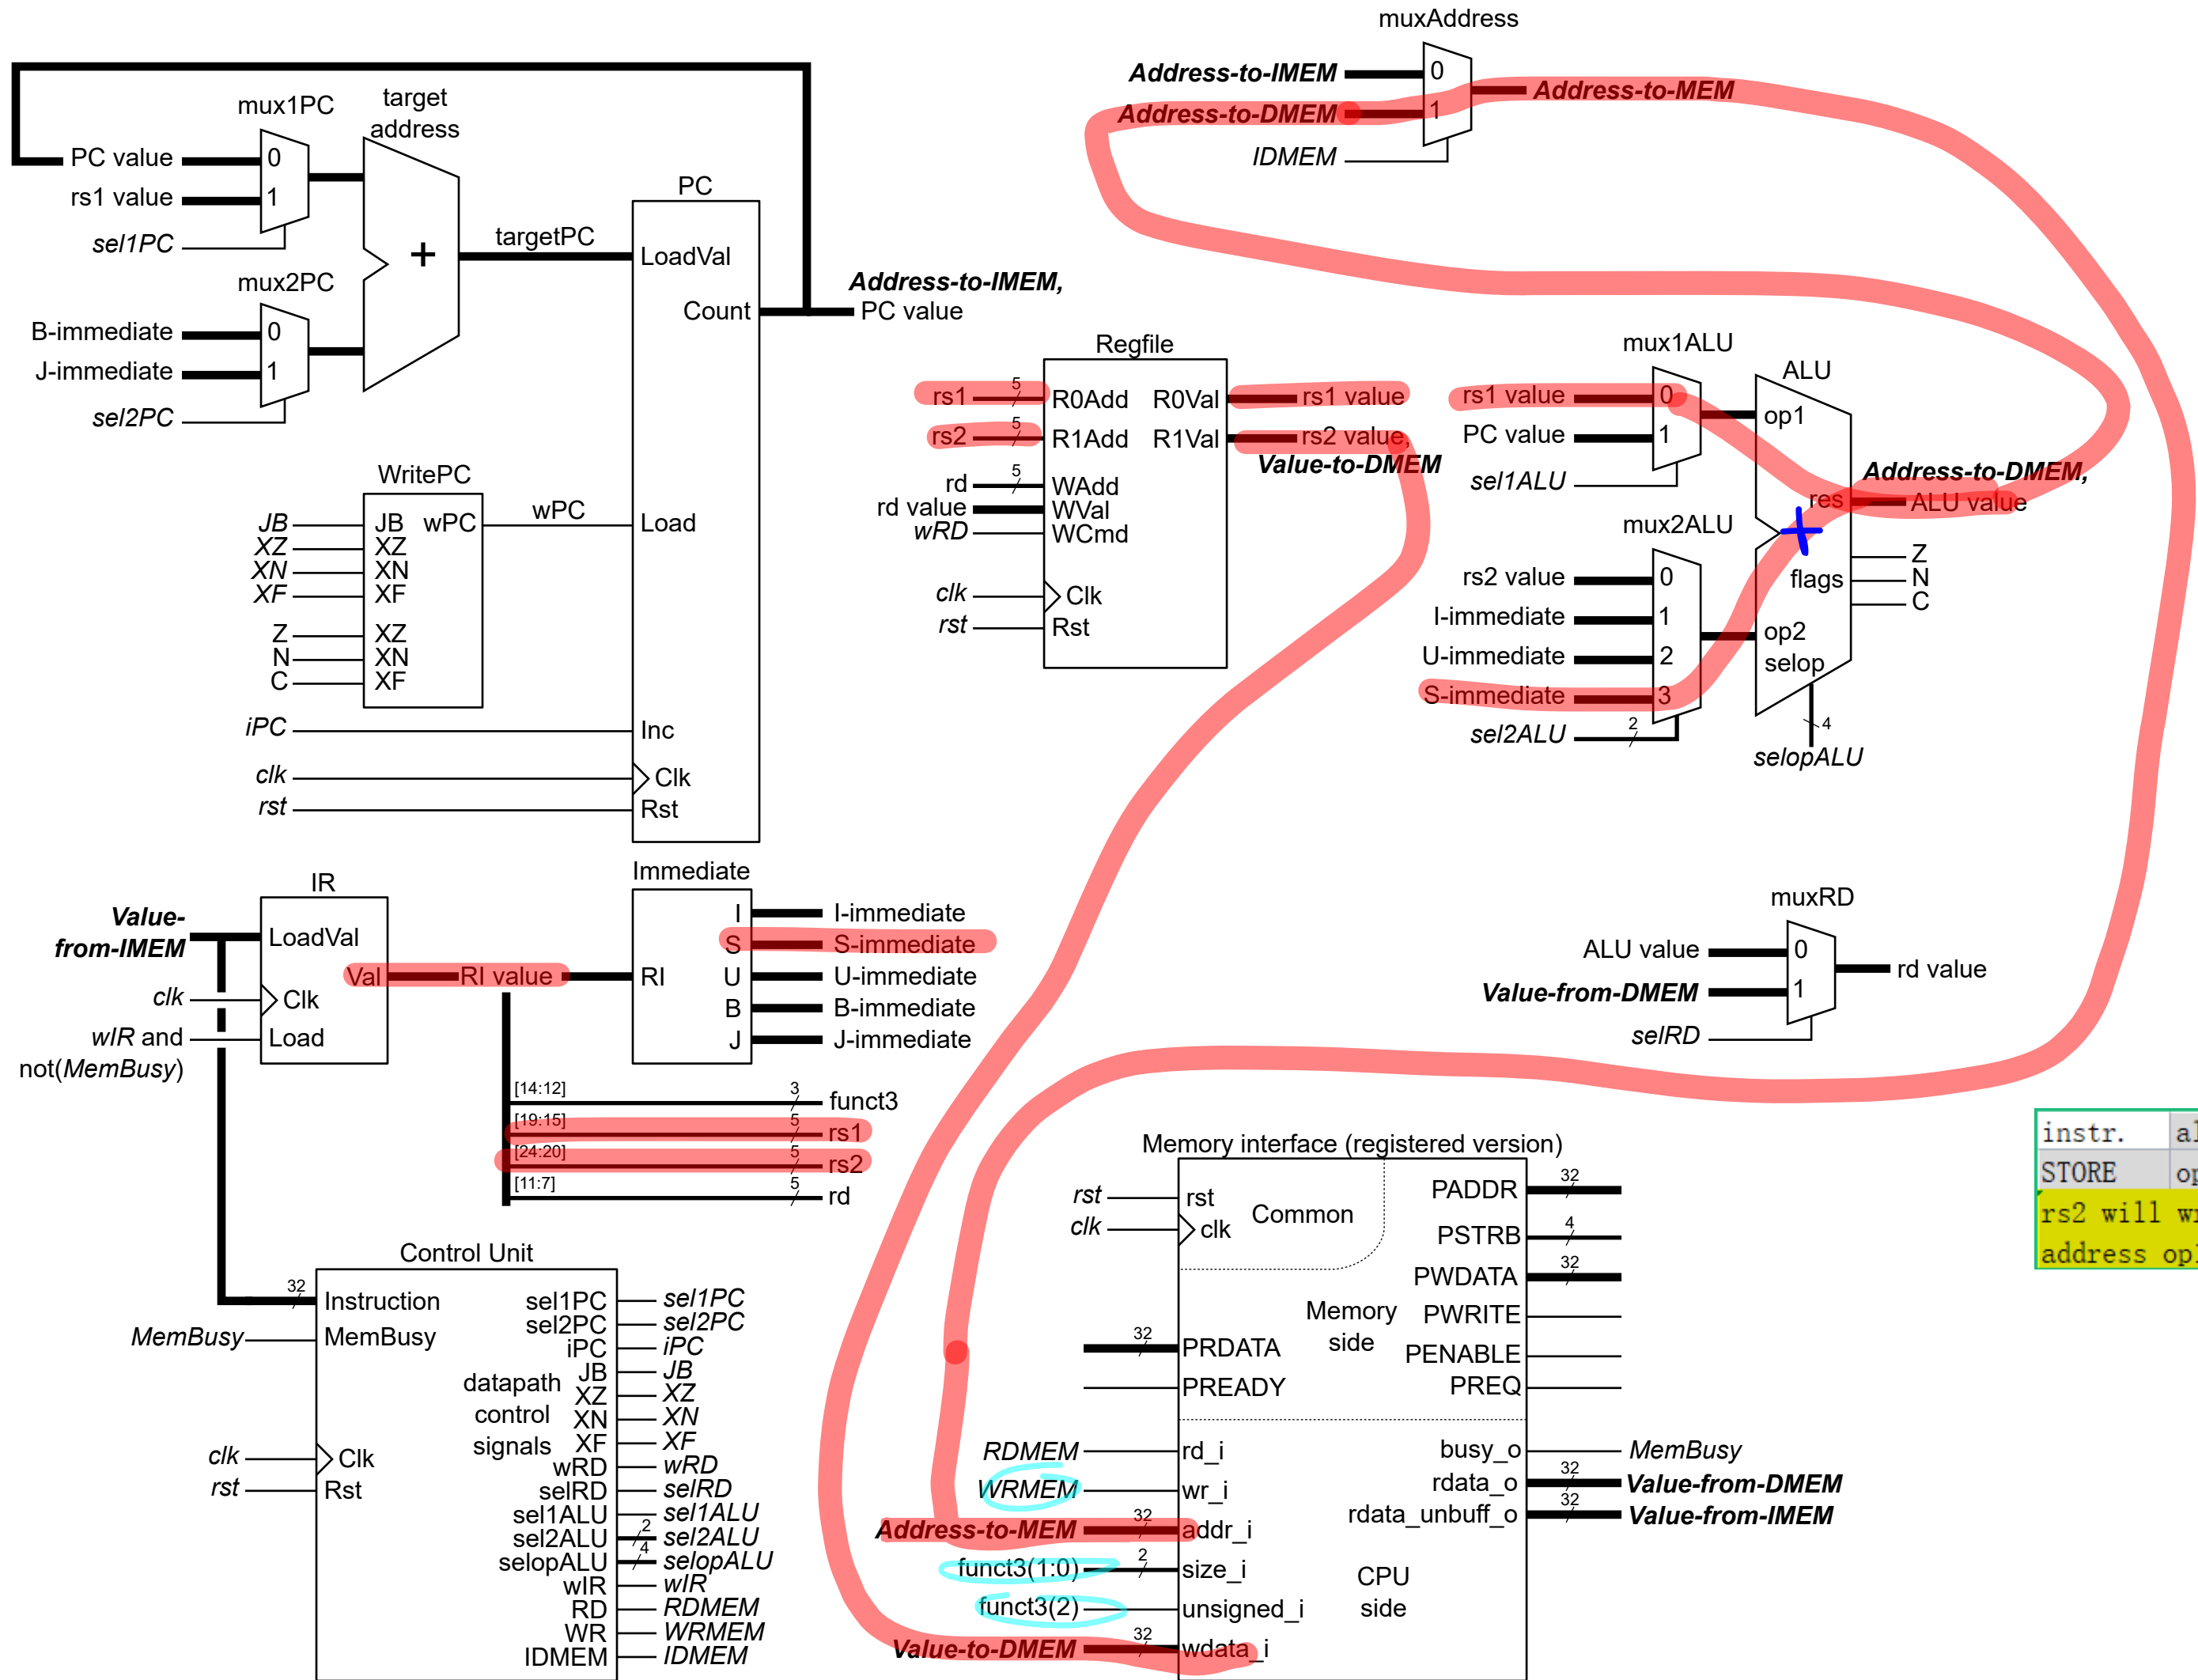 muxAddress
Address-to-IMEM
0
Address-to-DMEM
1
Address-to-MEM
IDMEM
mux1PC
target
address
PC value
0
rs1 value
1
sel1PC
mux2PC
B-immediate
0
J-immediate
1
sel2PC
+
targetPC
PC
LoadVal
Count
Address-to-IMEM,
PC value
WritePC
JB
JB
wPC
wPC
Load
XZ
XZ
XN
XN
XF
XF
Z
XZ
N
XN
C
XF
iPC
Inc
clk
Clk
rst
Rst
Regfile
rs1
5
R0Add
R0Val
rs1 value
rs2
5
R1Add
R1Val
rs2 value,
Value-to-DMEM
rd
5
WAdd
rd value
WVal
wRD
WCmd
clk
Clk
rst
Rst
mux1ALU
ALU
rs1 value
0
op1
PC value
1
sel1ALU
Address-to-DMEM,
res
ALU value
mux2ALU
rs2 value
0
I-immediate
1
U-immediate
2
S-immediate
3
sel2ALU
2
op2
selop
flags
Z
N
C
4
selopALU
IR
Value-
from-IMEM
LoadVal
Val
RI value
clk
Clk
wIR and
Load
not(MemBusy)
Immediate
RI
I
I-immediate
S
S-immediate
U
U-immediate
B
B-immediate
J
J-immediate
[14:12]
3
funct3
[19:15]
5
rs1
[24:20]
5
rs2
[11:7]
5
rd
muxRD
ALU value
0
Value-from-DMEM
1
rd value
selRD
Control Unit
32
Instruction
MemBusy
MemBusy
clk
Clk
rst
Rst
datapath
control
signals
sel1PC
sel1PC
sel2PC
sel2PC
iPC
iPC
JB
JB
XZ
XZ
XN
XN
XF
XF
wRD
wRD
selRD
selRD
sel1ALU
sel1ALU
sel2ALU
2
sel2ALU
selopALU
4
selopALU
wIR
wIR
RD
RDMEM
WR
WRMEM
IDMEM
IDMEM
Memory interface (registered version)
rst
rst
clk
clk
Common
PADDR
32
PSTRB
4
PWDATA
32
Memory
side
PWRITE
32
PRDATA
PENABLE
PREADY
PREQ
RDMEM
rd_i
busy_o
MemBusy
WRMEM
wr_i
rdata_o
32
Value-from-DMEM
Address-to-MEM
32
addr_i
rdata_unbuff_o
32
Value-from-IMEM
funct3(1:0)
2
size_i
CPU
side
funct3(2)
unsigned_i
Value-to-DMEM
32
wdata_i
instr.
STORE
rs2 will
address